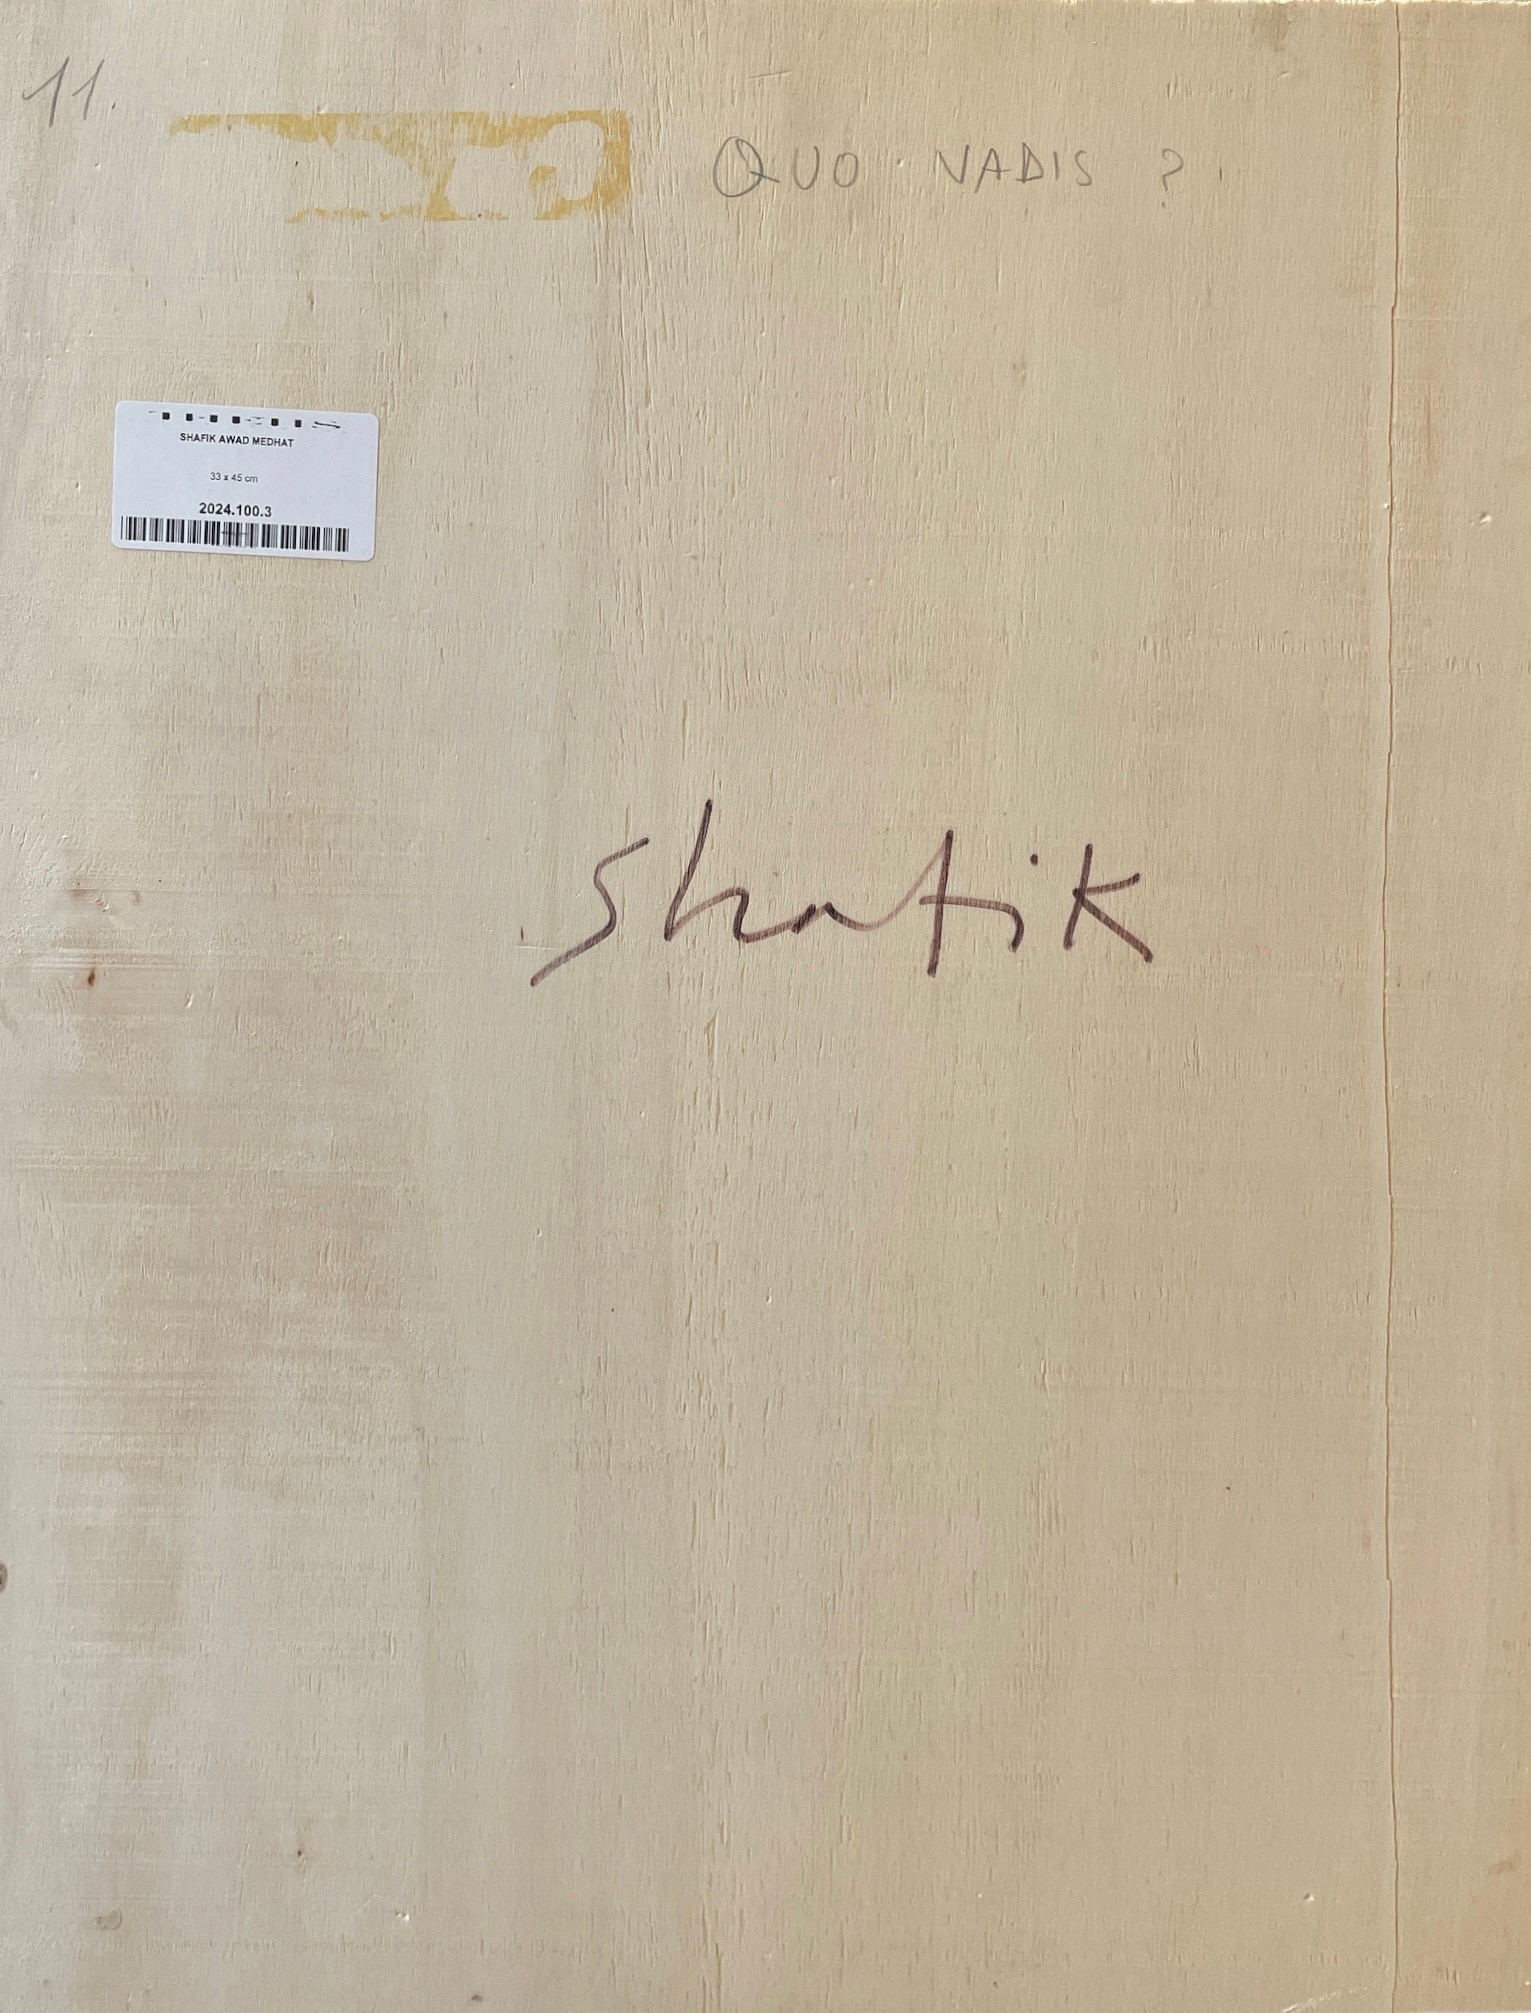 11.
QUO VADIS ?
SHAFIK AWAD MEDHAT
33 x 45 cm
2024.100.3
Shafik